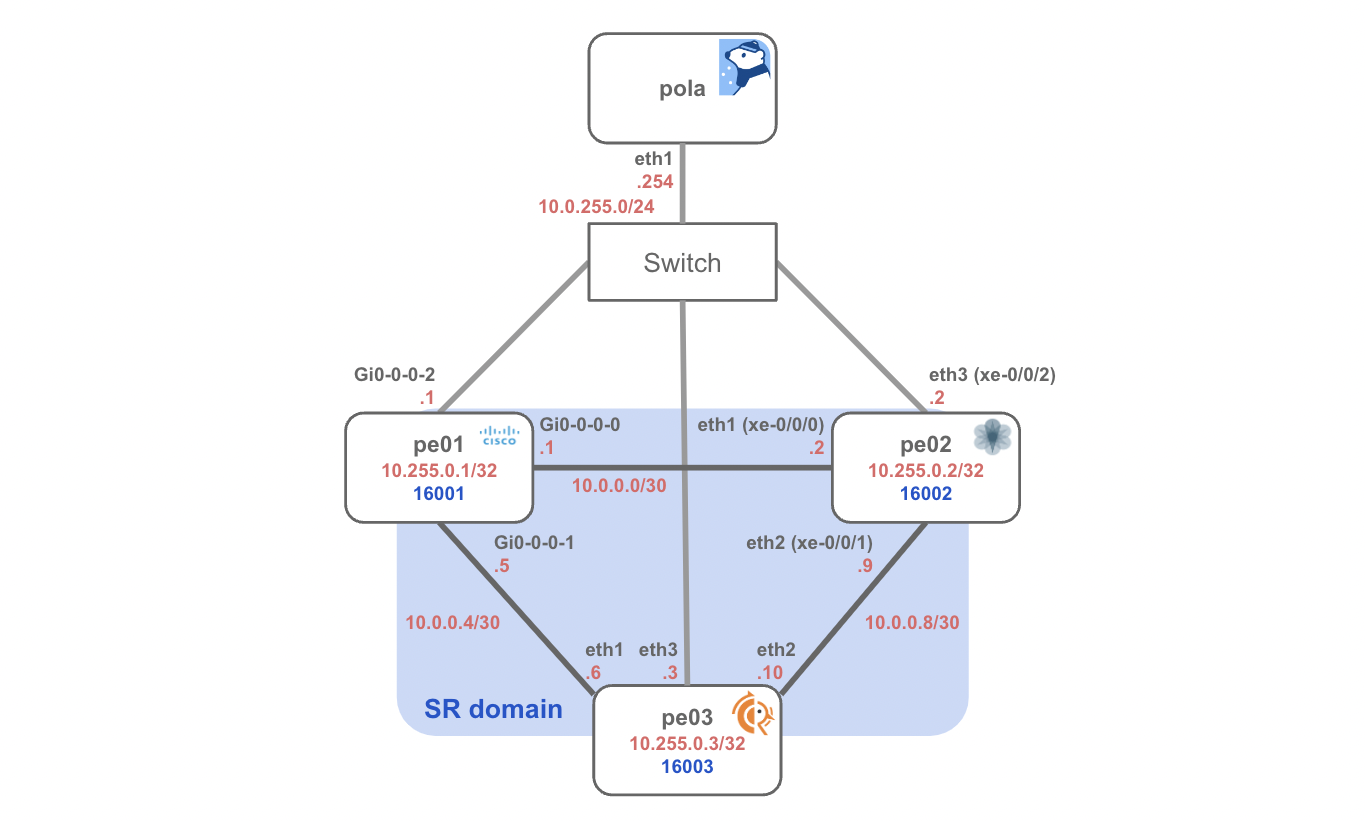 pola
eth1
.254
10.0.255.0/24
Switch
Gi0-0-0-2
.1
eth3 (xe-0/0/2)
.2
pe01
CISCO
10.255.0.1/32
16001
Gi0-0-0-0
.1
eth1 (xe-0/0/0)
.2
10.0.0.0/30
pe02
10.255.0.2/32
16002
Gi0-0-0-1
.5
eth2 (xe-0/0/1)
.9
10.0.0.4/30
10.0.0.8/30
eth1
.6
eth3
.3
eth2
.10
SR domain
pe03
10.255.0.3/32
16003